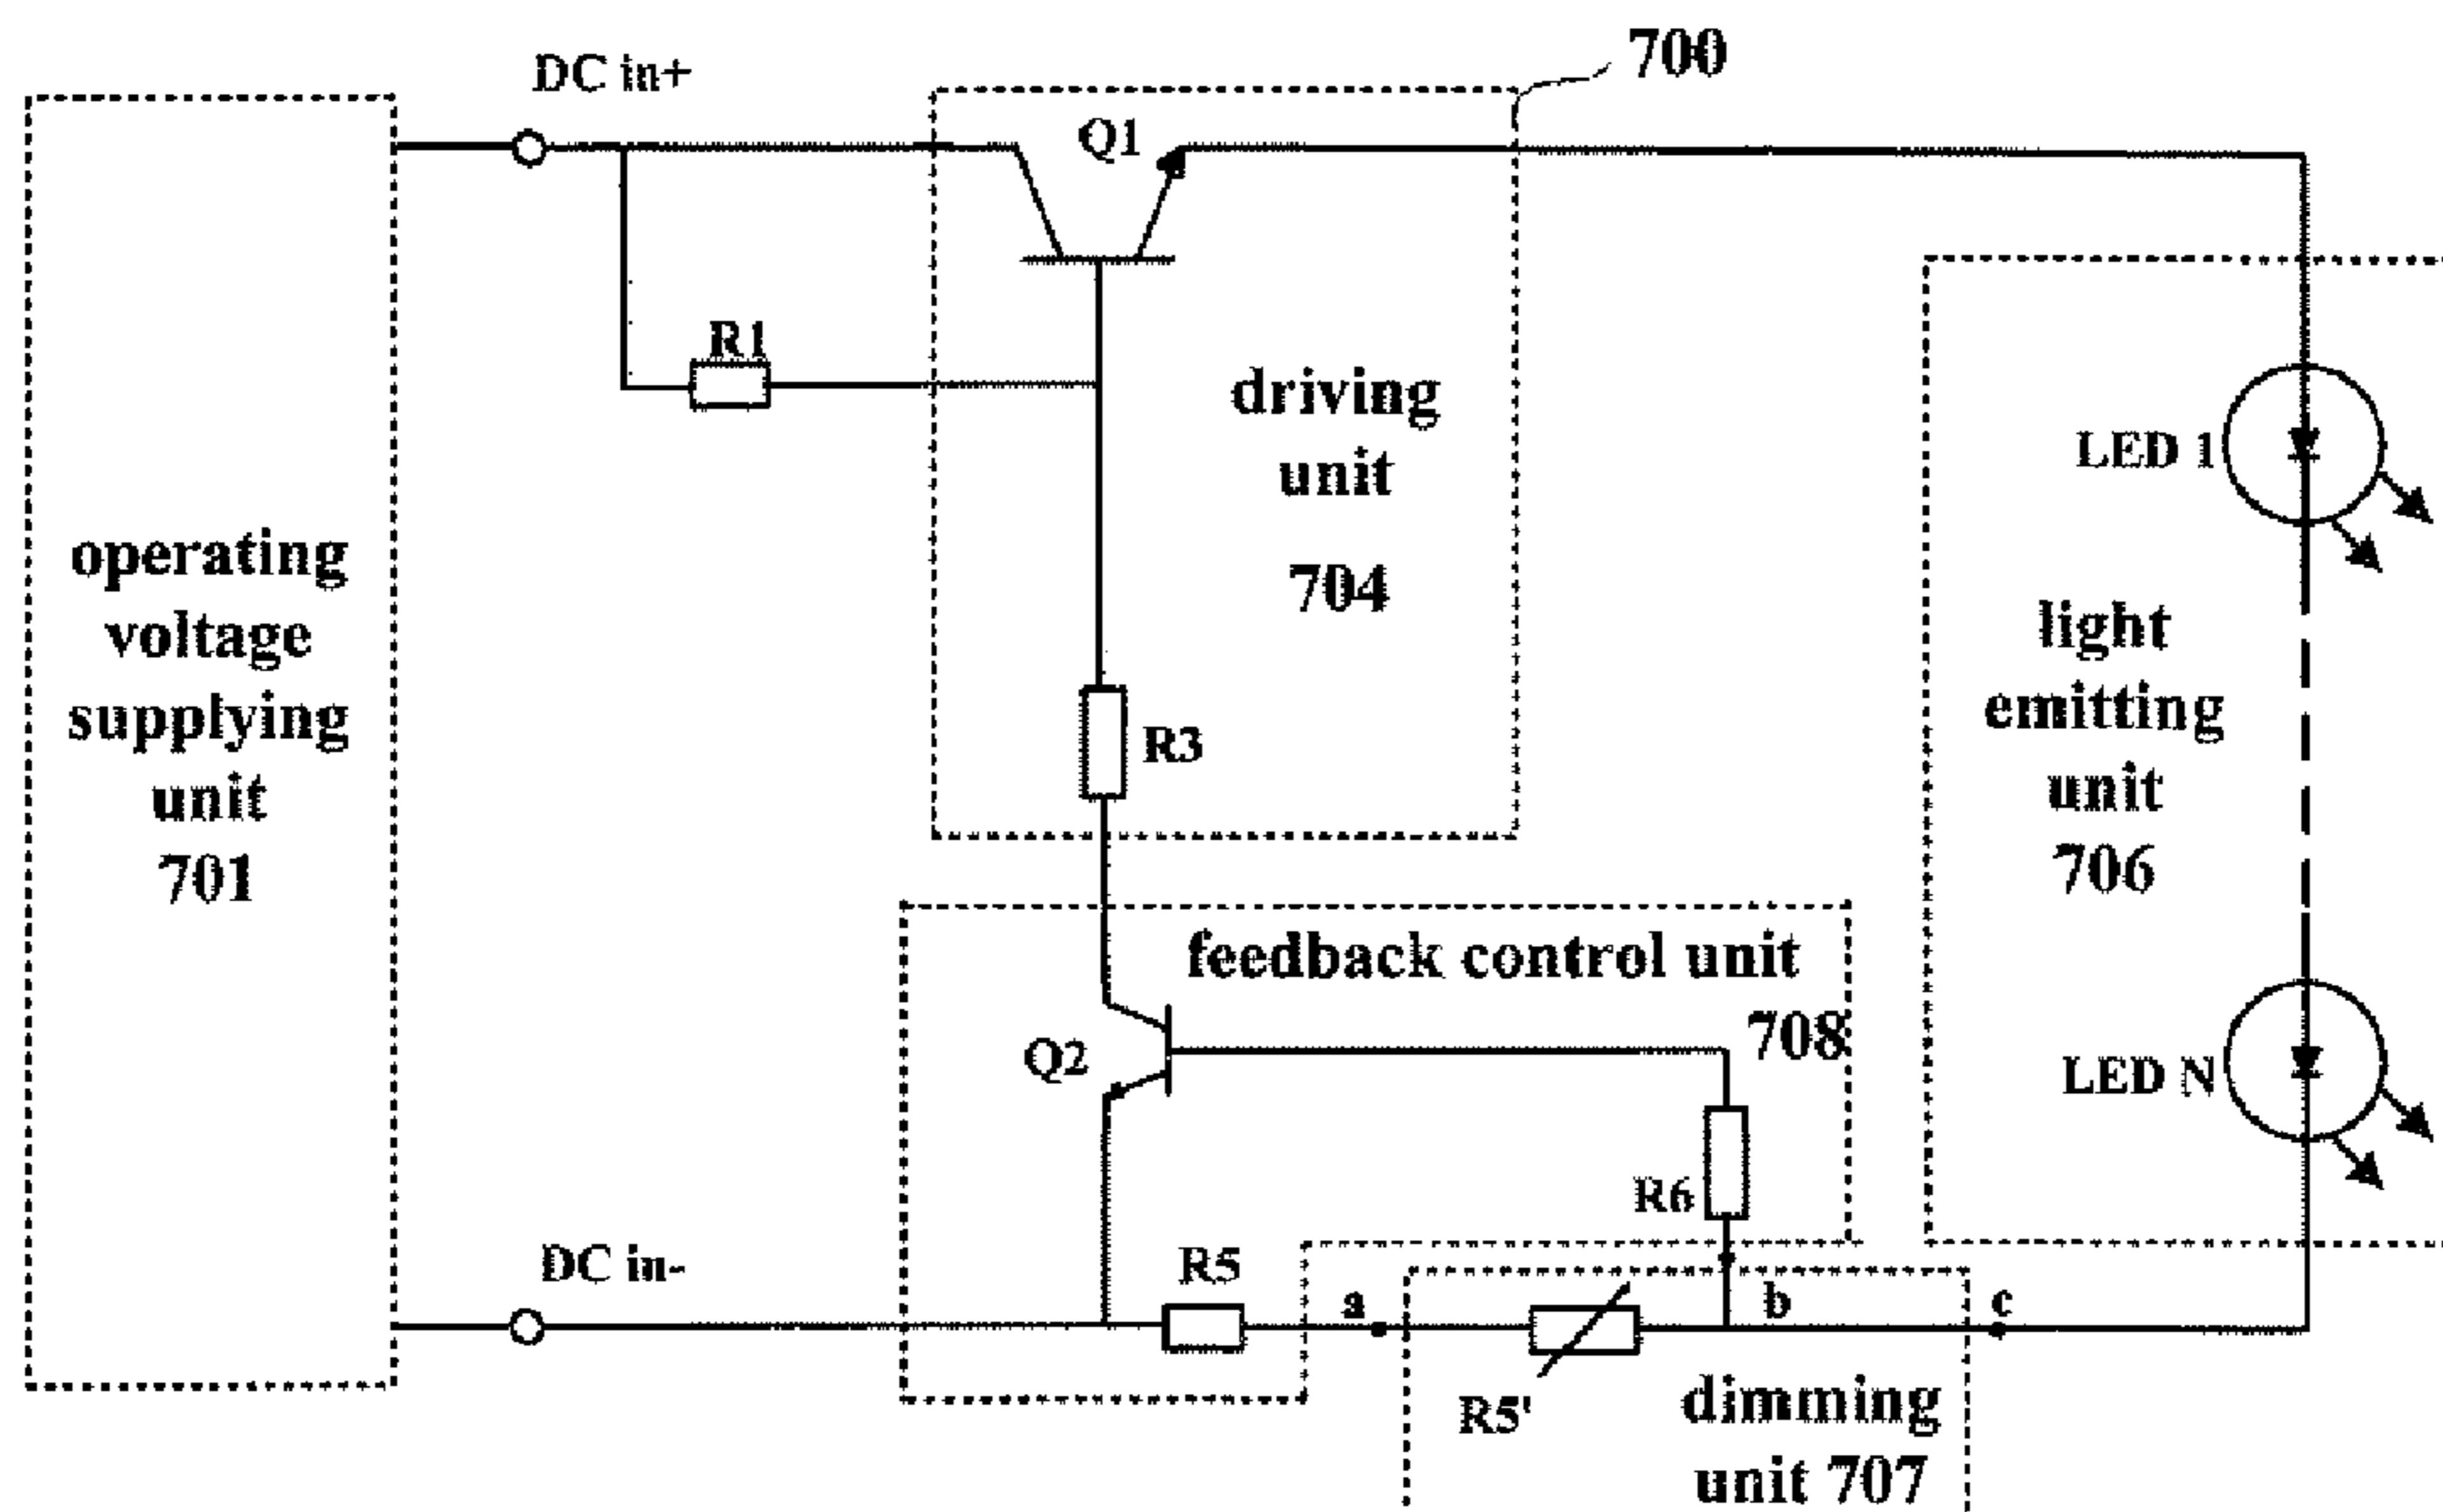 700
DC in+
Q1
R1
driving
unit
704
LED 1
operating
voltage
supplying
unit
701
R3
light
emitting
unit
706
feedback control unit
708
Q2
LED N
R6
DC in-
R5
a
b
c
R5'
dimming
unit 707